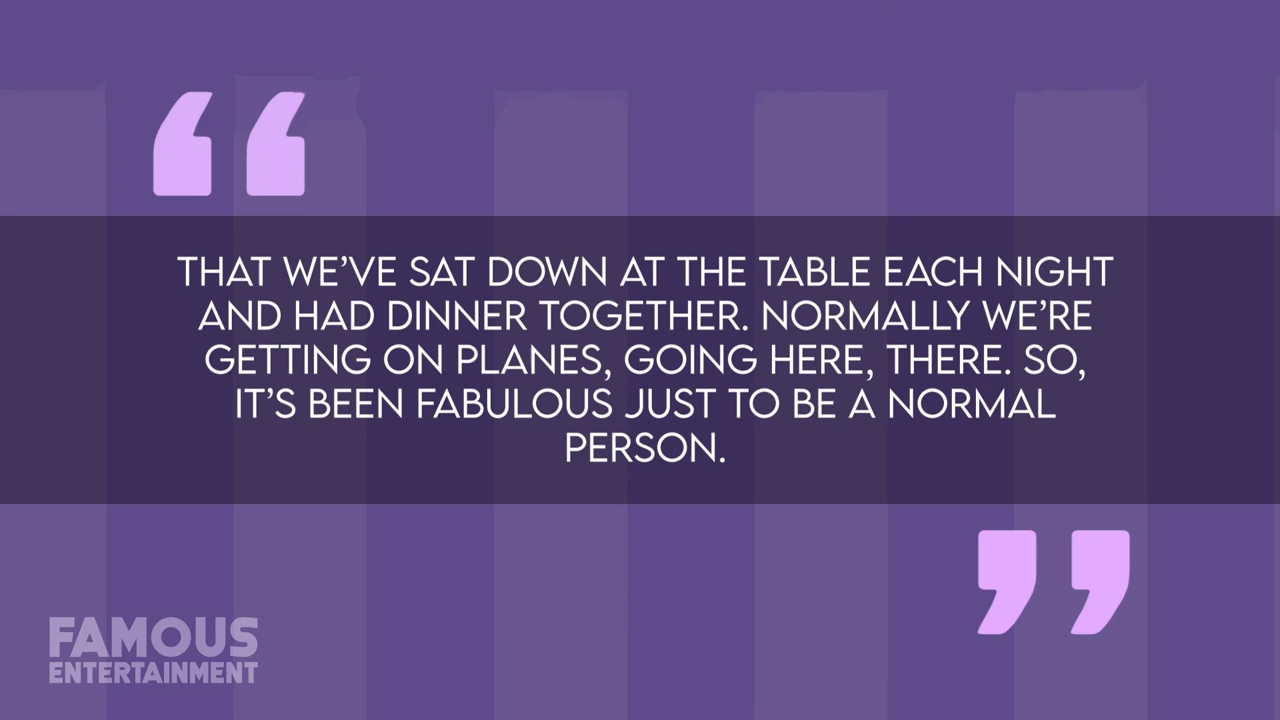 THAT WE'VE SAT DOWN AT THE TABLE EACH NIGHT
AND HAD DINNER TOGETHER. NORMALLY WE'RE
GETTING ON PLANES, GOING HERE, THERE. SO,
IT'S BEEN FABULOUS JUST TO BE A NORMAL
PERSON.
FAMOUS
ENTERTAINMENT